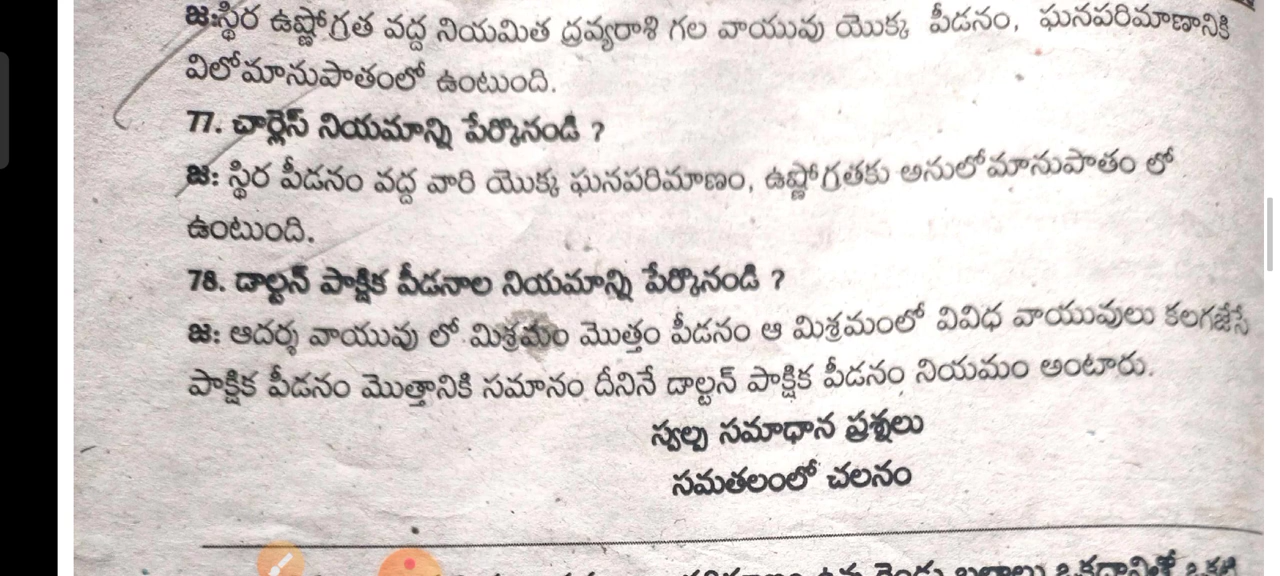 జ:స్థిర ఉష్ణోగ్రత వద్ద నియమిత ద్రవ్యరాశి గల వాయువు యొక్క పీడనం, ఘనపరిమాణానికి
విలోమానుపాతంలో ఉంటుంది.
77. చార్లెస్ నియమాన్ని పేర్కొనండి ?
జ: స్థిర పీడనం వద్ద వారి యొక్క ఘనపరిమాణం, ఉష్ణోగ్రతకు అనులోమానుపాతం లో
ఉంటుంది.
78. డాల్టన్ పాక్షిక పీడనాల నియమాన్ని పేర్కొనండి ?
జ: ఆదర్శ వాయువు లో మిశ్రమం మొత్తం పీడనం ఆ మిశ్రమంలో వివిధ వాయువులు కలగజేసే
పాక్షిక పీడనం మొత్తానికి సమానం దీనినే డాల్టన్ పాక్షిక పీడనం నియమం అంటారు.
స్వల్ప సమాధాన ప్రశ్నలు
సమతలంలో చలనం